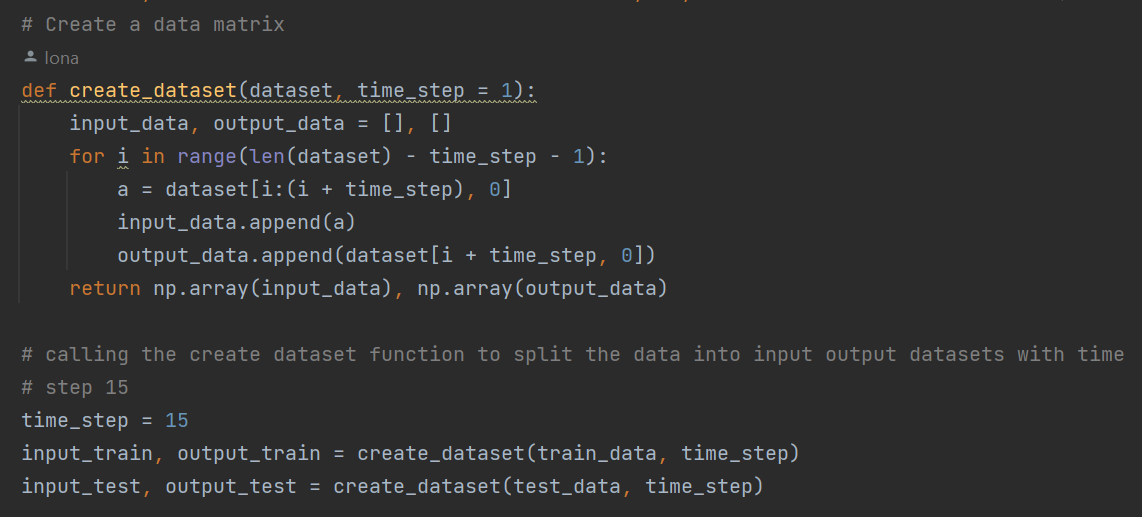 # Create a data matrix
Iona
def create_dataset(dataset, time_step = 1):
    input_data, output_data = [], []
    for i in range(len(dataset) - time_step - 1):
        a = dataset[i:(i + time_step), 0]
        input_data.append(a)
        output_data.append(dataset[i + time_step, 0])
    return np.array(input_data), np.array(output_data)
# calling the create dataset function to split the data into input output datasets with time
# step 15
time_step = 15
input_train, output_train = create_dataset(train_data, time_step)
input_test, output_test = create_dataset(test_data, time_step)